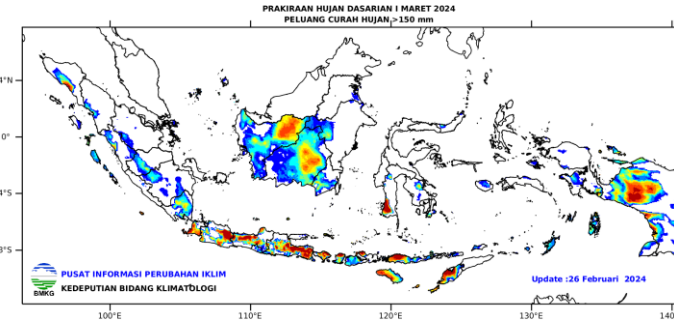 PRAKIRAAN HUJAN DASARIAN I MARET 2024
PELUANG CURAH HUJAN >150 mm
4°N
0°
4°S
8°S
PUSAT INFORMASI PERUBAHAN IKLIM
KEDEPUTIAN BIDANG KLIMATOLOGI
BMKG
Update :26 Februari 2024
100°E
110°E
120°E
130°E
140